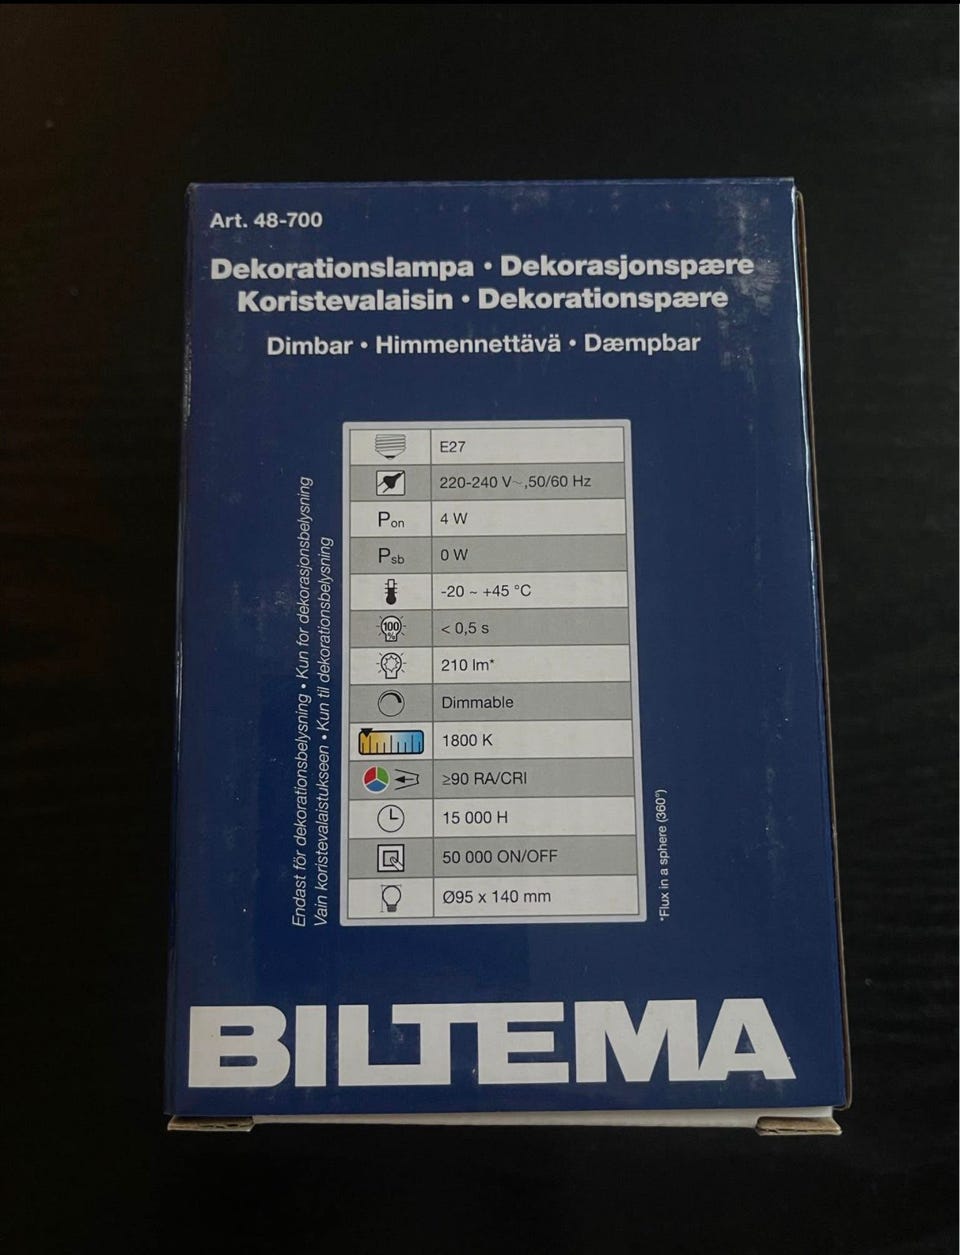 Art. 48-700
Dekorationslampa • Dekorasjonspære
Koristevalaisin • Dekorationspære
Dimbar • Himmennettävä • Dæmpbar
E27
220-240 V~,50/60 Hz
Pon 4 W
Psb 0 W
-20 ~ +45 °C
100 % < 0,5 s
210 lm*
Dimmable
1800 K
≥90 RA/CRI
15 000 H
50 000 ON/OFF
Ø95 x 140 mm
Endast för dekorationsbelysning • Kun for dekorasjonsbelysning
Vain koristevalaistukseen • Kun til dekorationsbelysning
*Flux in a sphere (360°)
BILTEMA